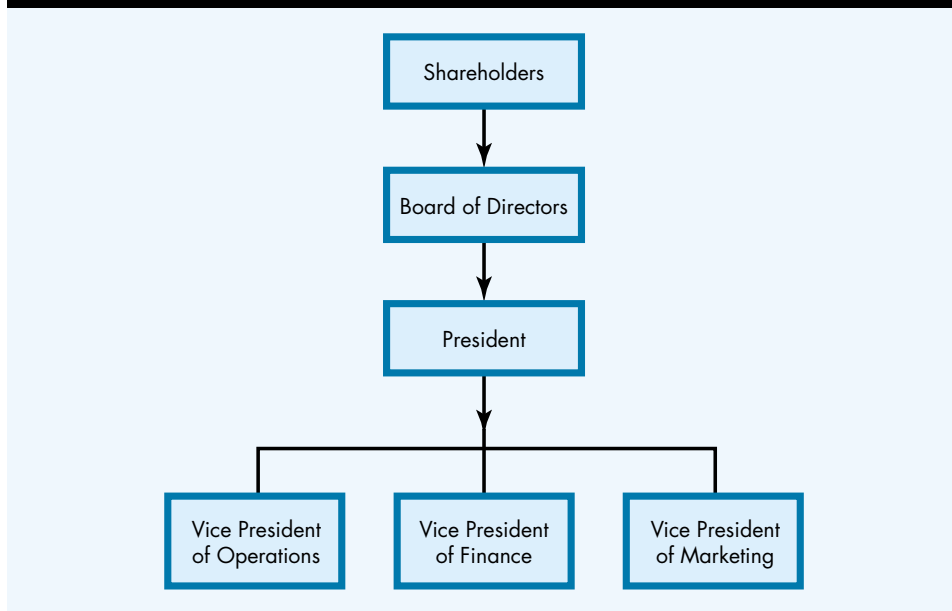 Shareholders
Board of Directors
President
Vice President
of Operations
Vice President
of Finance
Vice President
of Marketing